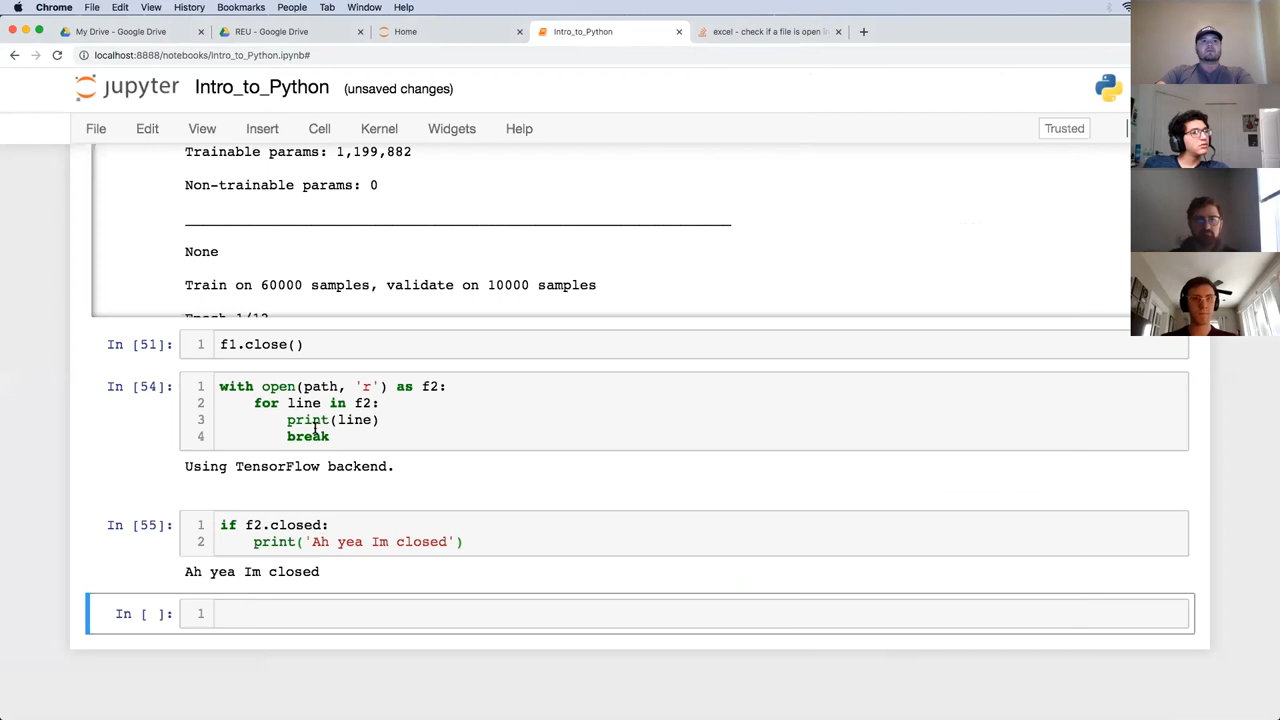 Chrome File Edit View History Bookmarks People Tab Window Help
My Drive - Google Drive REU - Google Drive Home Intro_to_Python excel - check if a file is open
localhost:8888/notebooks/Intro_to_Python.ipynb#
jupyter Intro_to_Python (unsaved changes)
File Edit View Insert Cell Kernel Widgets Help Trusted
Trainable params: 1,199,882
Non-trainable params: 0
None
Train on 60000 samples, validate on 10000 samples
Epoch 1/12
In [51]: 1 f1.close()
In [54]: 1 with open(path, 'r') as f2:
2 for line in f2:
3 print(line)
4 break
Using TensorFlow backend.
In [55]: 1 if f2.closed:
2 print('Ah yea Im closed')
Ah yea Im closed
In [ ]: 1